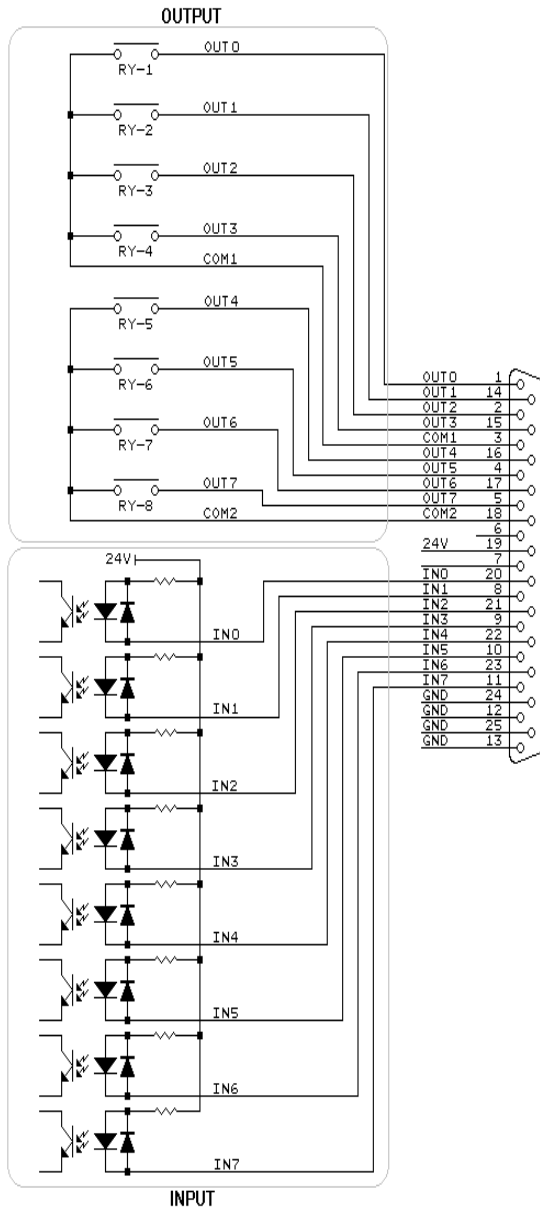 OUTPUT
OUT0
RY-1
OUT1
RY-2
OUT2
RY-3
OUT3
RY-4
COM1
OUT4
RY-5
OUT5
RY-6
OUT6
RY-7
OUT7
RY-8
COM2
OUT0 1
OUT1 14
OUT2 2
OUT3 15
COM1 3
OUT4 16
OUT5 4
OUT6 17
OUT7 5
COM2 18
6
24V 19
7
IN0 20
IN1 8
IN2 21
IN3 9
IN4 22
IN5 10
IN6 23
IN7 11
GND 24
GND 12
GND 25
GND 13
24V
IN0
IN1
IN2
IN3
IN4
IN5
IN6
IN7
INPUT